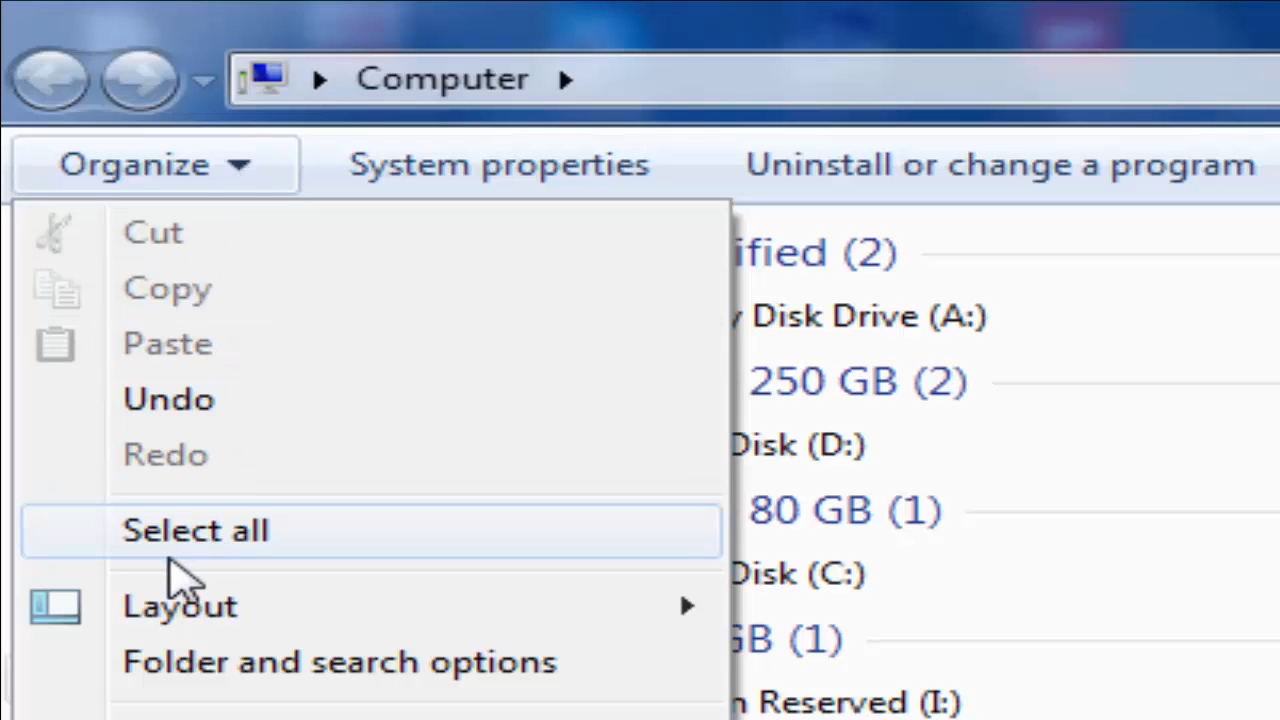 Computer
Organize
System properties
Uninstall or change a program
Cut
Copy
Paste
Undo
Redo
Select all
Layout
Folder and search options
ified (2)
y Disk Drive (A:)
250 GB (2)
Disk (D:)
80 GB (1)
Disk (C:)
GB (1)
n Reserved (I:)